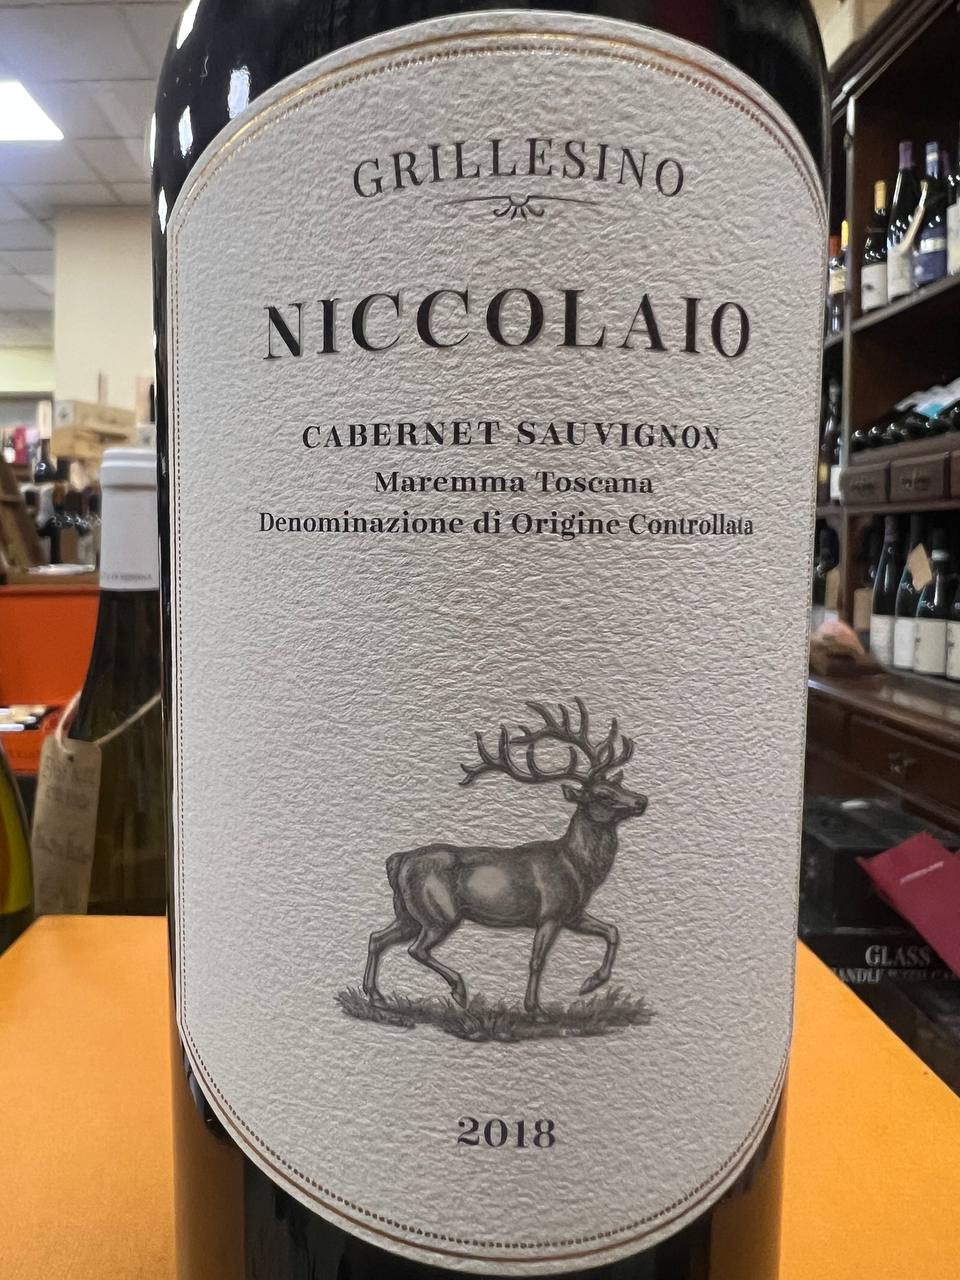 GRILLESINO
NICCOLAIO
CABERNET SAUVIGNON
Maremma Toscana
Denominazione di Origine Controllata
2018
GLASS